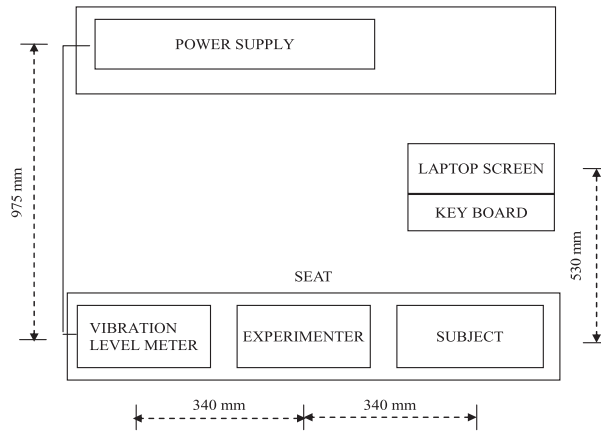 POWER SUPPLY
LAPTOP SCREEN
KEY BOARD
975 mm
530 mm
SEAT
VIBRATION
LEVEL METER
EXPERIMENTER
SUBJECT
340 mm
340 mm